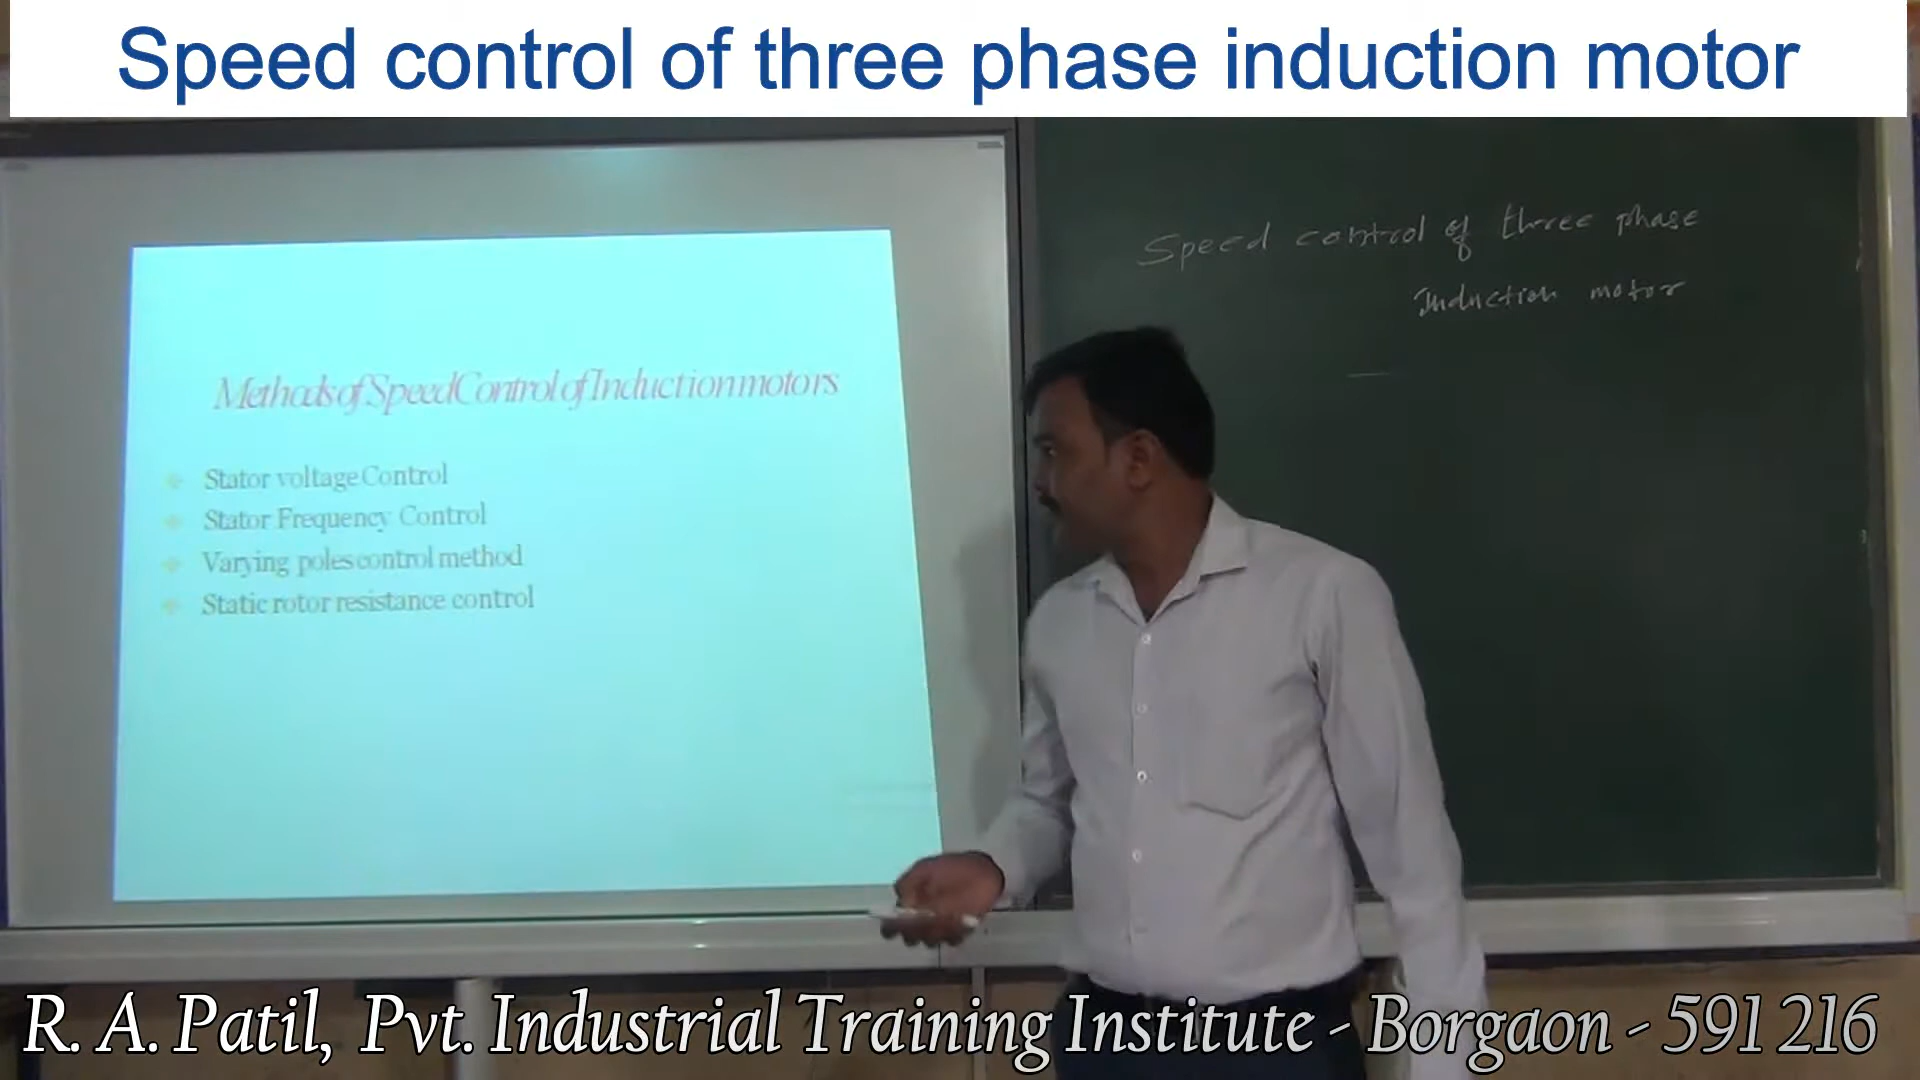 Speed control of three phase induction motor
Speed control of three phase
Induction motor
Methods of Speed Control of Induction motors
Stator voltage Control
Stator Frequency Control
Varying poles control method
Static rotor resistance control
R. A. Patil, Pvt. Industrial Training Institute - Borgaon - 591 216